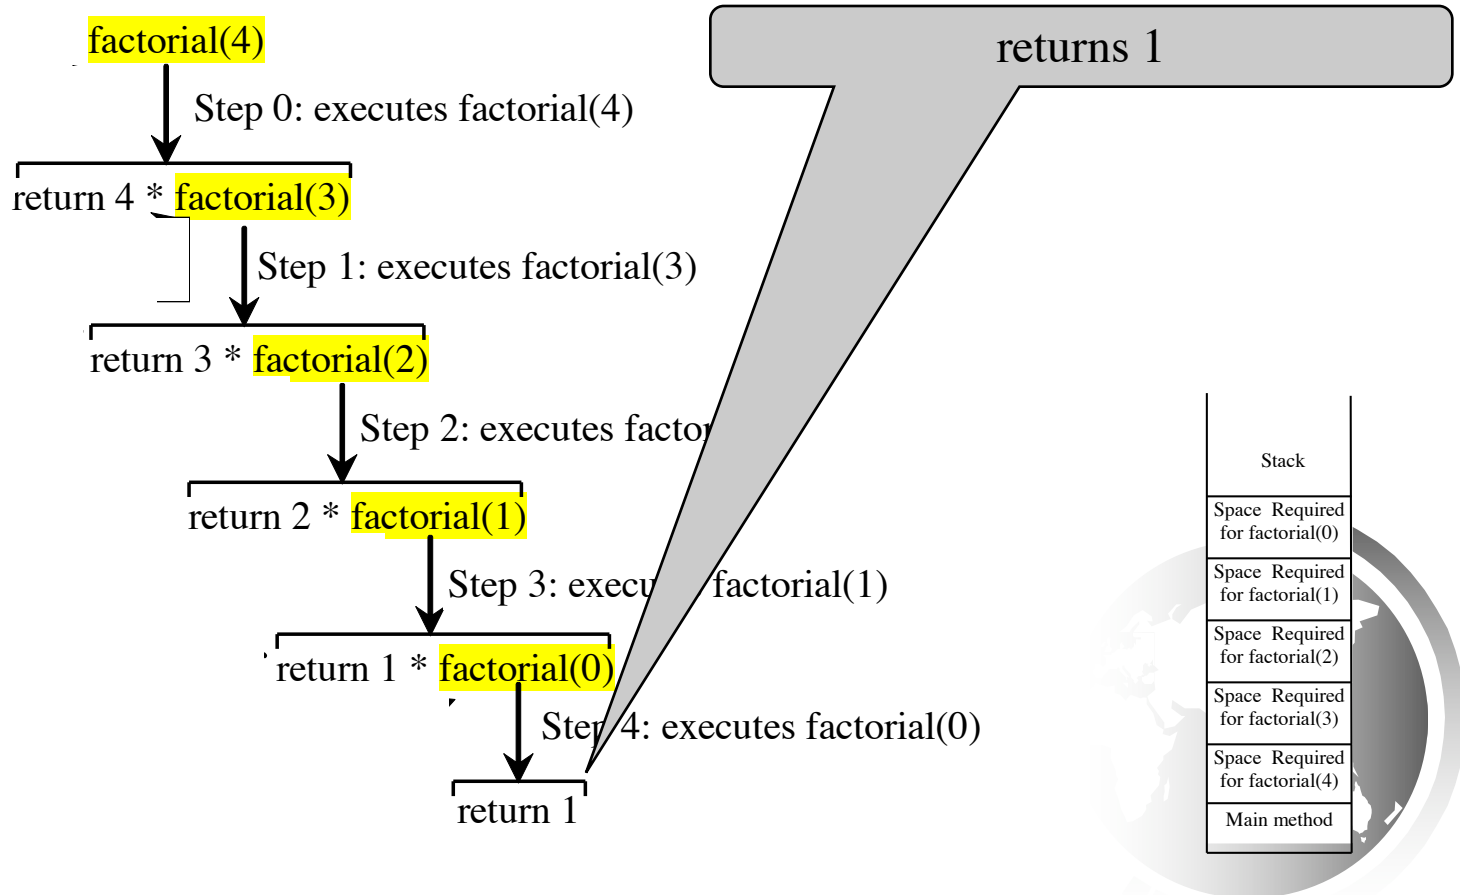 factorial(4)
returns 1
Step 0: executes factorial(4)
return 4 * factorial(3)
Step 1: executes factorial(3)
return 3 * factorial(2)
Step 2: executes
return 2 * factorial(1)
Step 3: factorial(1)
return 1 * factorial(0)
Step 4: executes factorial(0)
return 1
Stack
Space Required
for factorial(0)
Space Required
for factorial(1)
Space Required
for factorial(2)
Space Required
for factorial(3)
Space Required
for factorial(4)
Main method